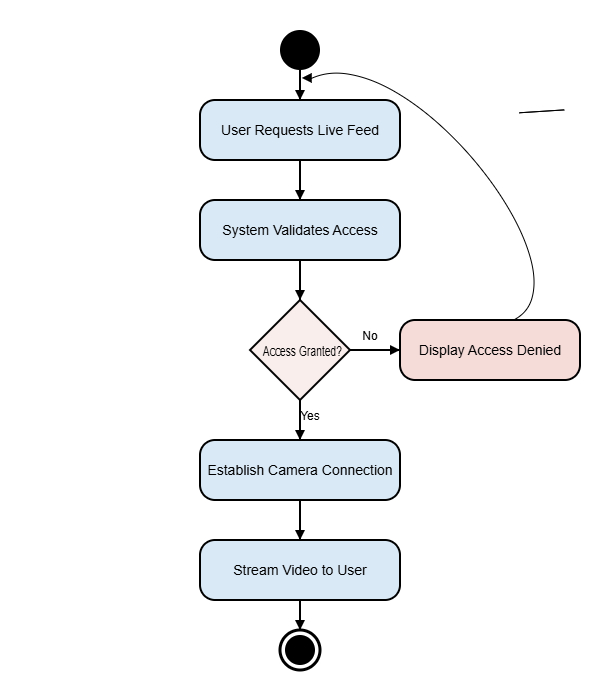 User Requests Live Feed
System Validates Access
Access Granted?
No
Display Access Denied
Yes
Establish Camera Connection
Stream Video to User